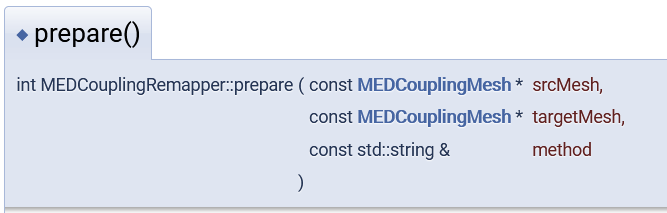 ◆ prepare()
int MEDCouplingRemapper::prepare ( const MEDCouplingMesh * srcMesh,
const MEDCouplingMesh * targetMesh,
const std::string & method
)